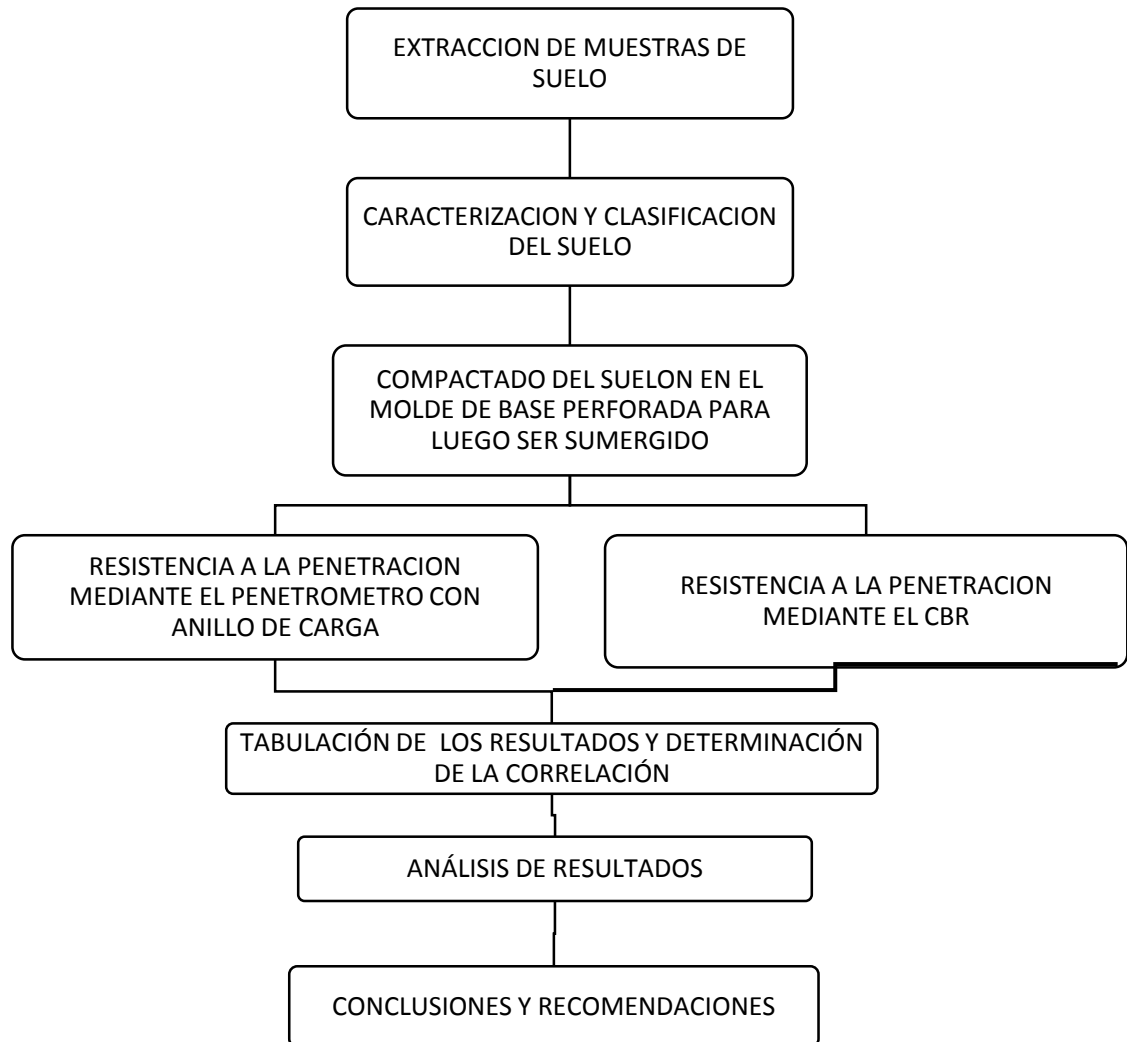 EXTRACCION DE MUESTRAS DE
SUELO
CARACTERIZACION Y CLASIFICACION
DEL SUELO
COMPACTADO DEL SUELON EN EL
MOLDE DE BASE PERFORADA PARA
LUEGO SER SUMERGIDO
RESISTENCIA A LA PENETRACION
MEDIANTE EL PENETROMETRO CON
ANILLO DE CARGA
RESISTENCIA A LA PENETRACION
MEDIANTE EL CBR
TABULACIÓN DE LOS RESULTADOS Y DETERMINACIÓN
DE LA CORRELACIÓN
ANÁLISIS DE RESULTADOS
CONCLUSIONES Y RECOMENDACIONES